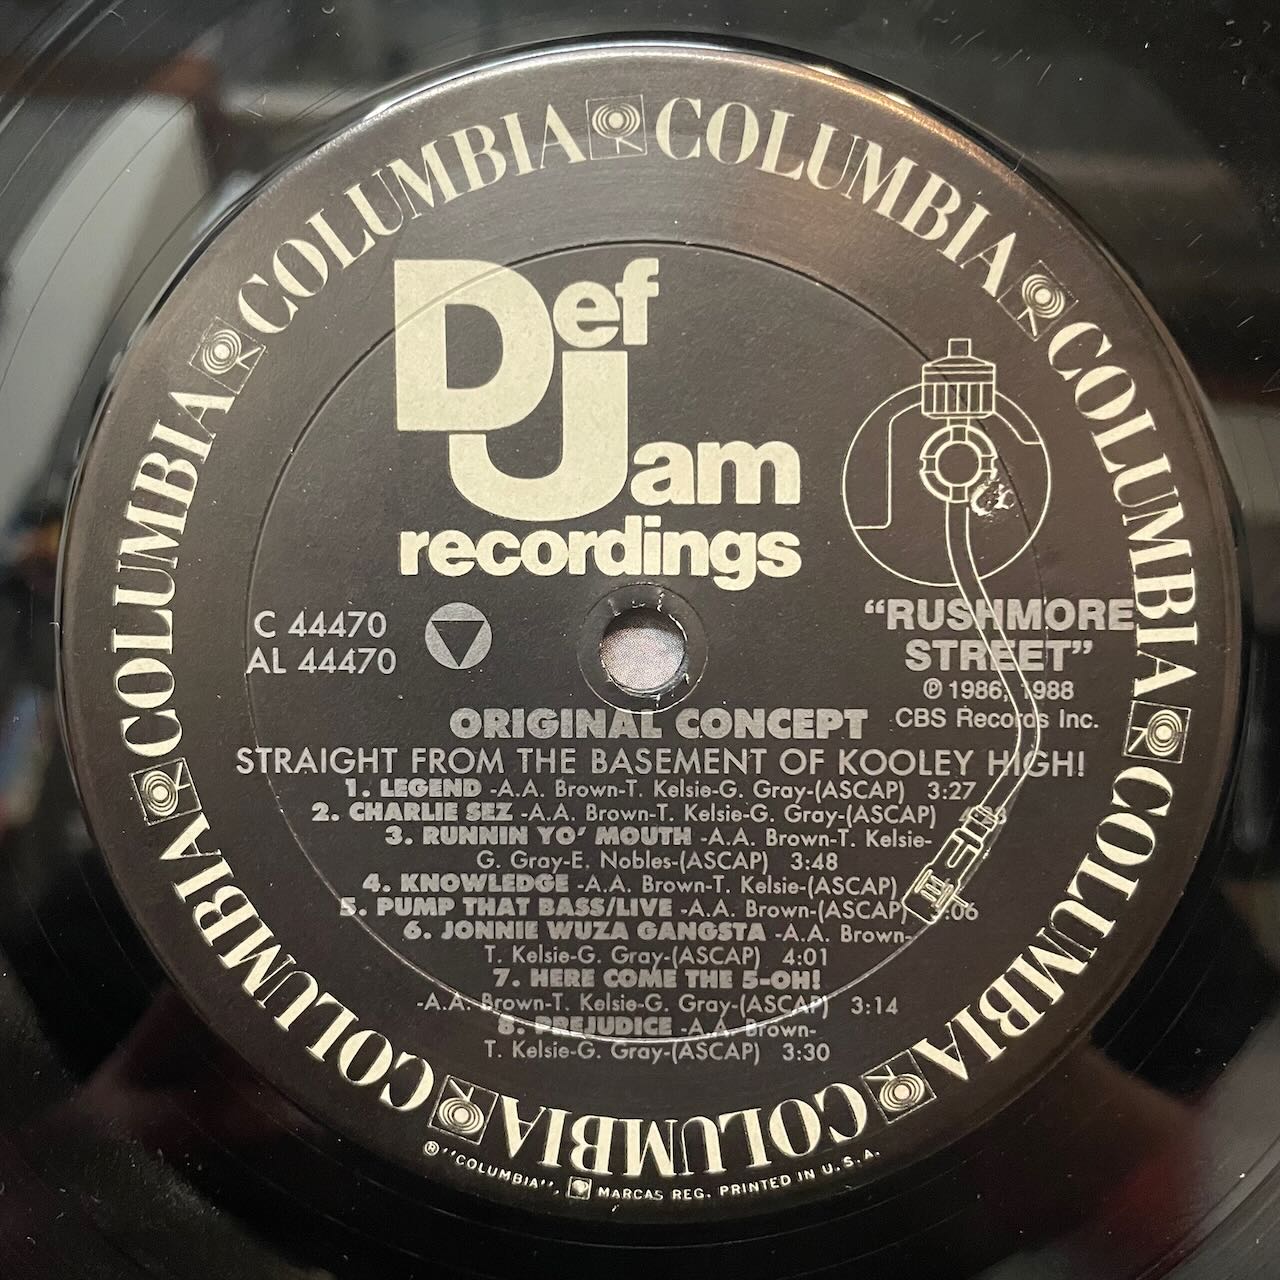 COLUMBIA COLUMBIA COLUMBIA COLUMBIA COLUMBIA COLUMBIA COLUMBIA COLUMBIA
Def
Jam
recordings
C 44470
AL 44470
"RUSHMORE
STREET"
℗ 1986, 1988
CBS Records Inc.
ORIGINAL CONCEPT
STRAIGHT FROM THE BASEMENT OF KOOLEY HIGH!
1. LEGEND -A.A. Brown-T. Kelsie-G. Gray-(ASCAP) 3:27
2. CHARLIE SEZ -A.A. Brown-T. Kelsie-G. Gray-(ASCAP)
3. RUNNIN YO' MOUTH -A.A. Brown-T. Kelsie-
G. Gray-E. Nobles-(ASCAP) 3:48
4. KNOWLEDGE -A.A. Brown-T. Kelsie-(ASCAP)
5. PUMP THAT BASS/LIVE -A.A. Brown-(ASCAP) 3:06
6. JONNIE WUZA GANGSTA -A.A. Brown-
T. Kelsie-G. Gray-(ASCAP) 4:01
7. HERE COME THE 5-OH!
-A.A. Brown-T. Kelsie-G. Gray-(ASCAP) 3:14
8. PREJUDICE -A.A. Brown-
T. Kelsie-G. Gray-(ASCAP) 3:30
® "COLUMBIA", MARCAS REG. PRINTED IN U.S.A.